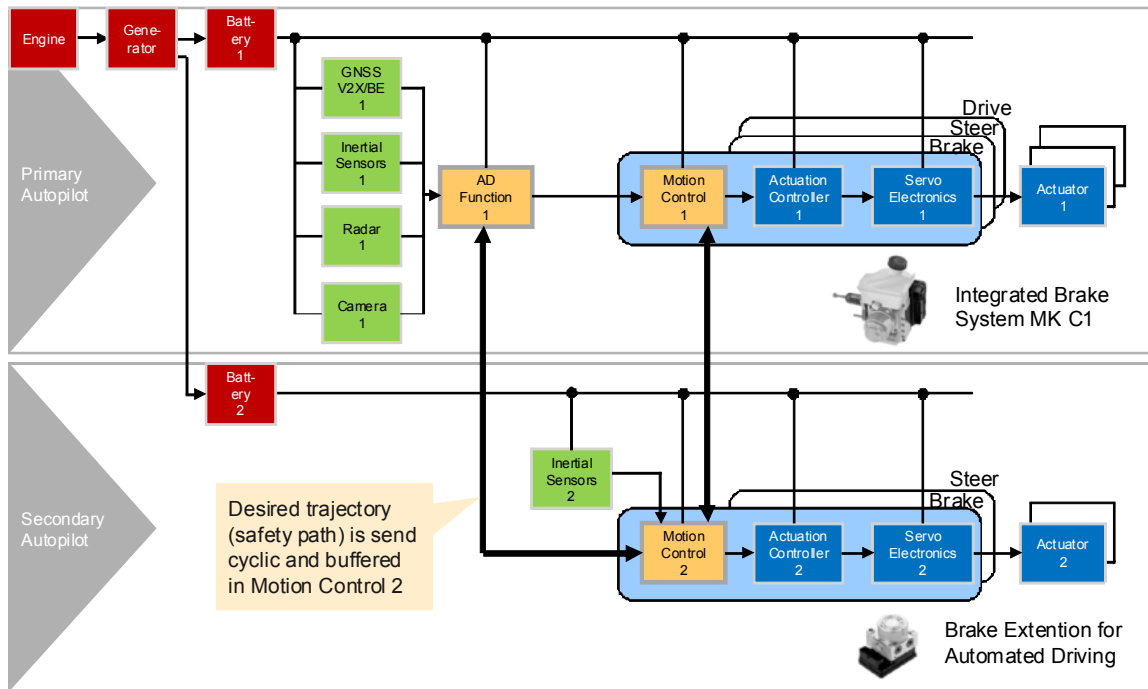 Engine
Gene-
rator
Batt-
ery
1
GNSS
V2X/BE
1
Inertial
Sensors
1
Radar
1
Camera
1
Primary
Autopilot
AD
Function
1
Drive
Steer
Brake
Motion
Control
1
Actuation
Controller
1
Servo
Electronics
1
Actuator
1
Integrated Brake
System MK C1
Batt-
ery
2
Inertial
Sensors
2
Secondary
Autopilot
Desired trajectory
(safety path) is send
cyclic and buffered
in Motion Control 2
Steer
Brake
Motion
Control
2
Actuation
Controller
2
Servo
Electronics
2
Actuator
2
Brake Extention for
Automated Driving